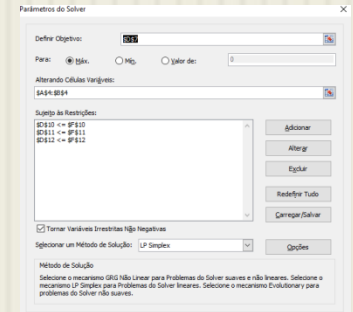 Parâmetros do Solver
Definir Objetivo: $D$7
Para: Máx. Mín. Valor de: 0
Alterando Células Variáveis:
$A$4:$B$4
Sujeito às Restrições:
$D$10 <= $F$10
$D$11 <= $F$11
$D$12 <= $F$12
Adicionar
Alterar
Excluir
Redefinir Tudo
Carregar/Salvar
Tornar Variáveis Irrestritas Não Negativas
Selecionar um Método de Solução: LP Simplex
Opções
Método de Solução
Selecione o mecanismo GRG Não Linear para Problemas do Solver suaves e não lineares. Selecione o
mecanismo LP Simplex para Problemas do Solver lineares. Selecione o mecanismo Evolutionary para
problemas do Solver não suaves.